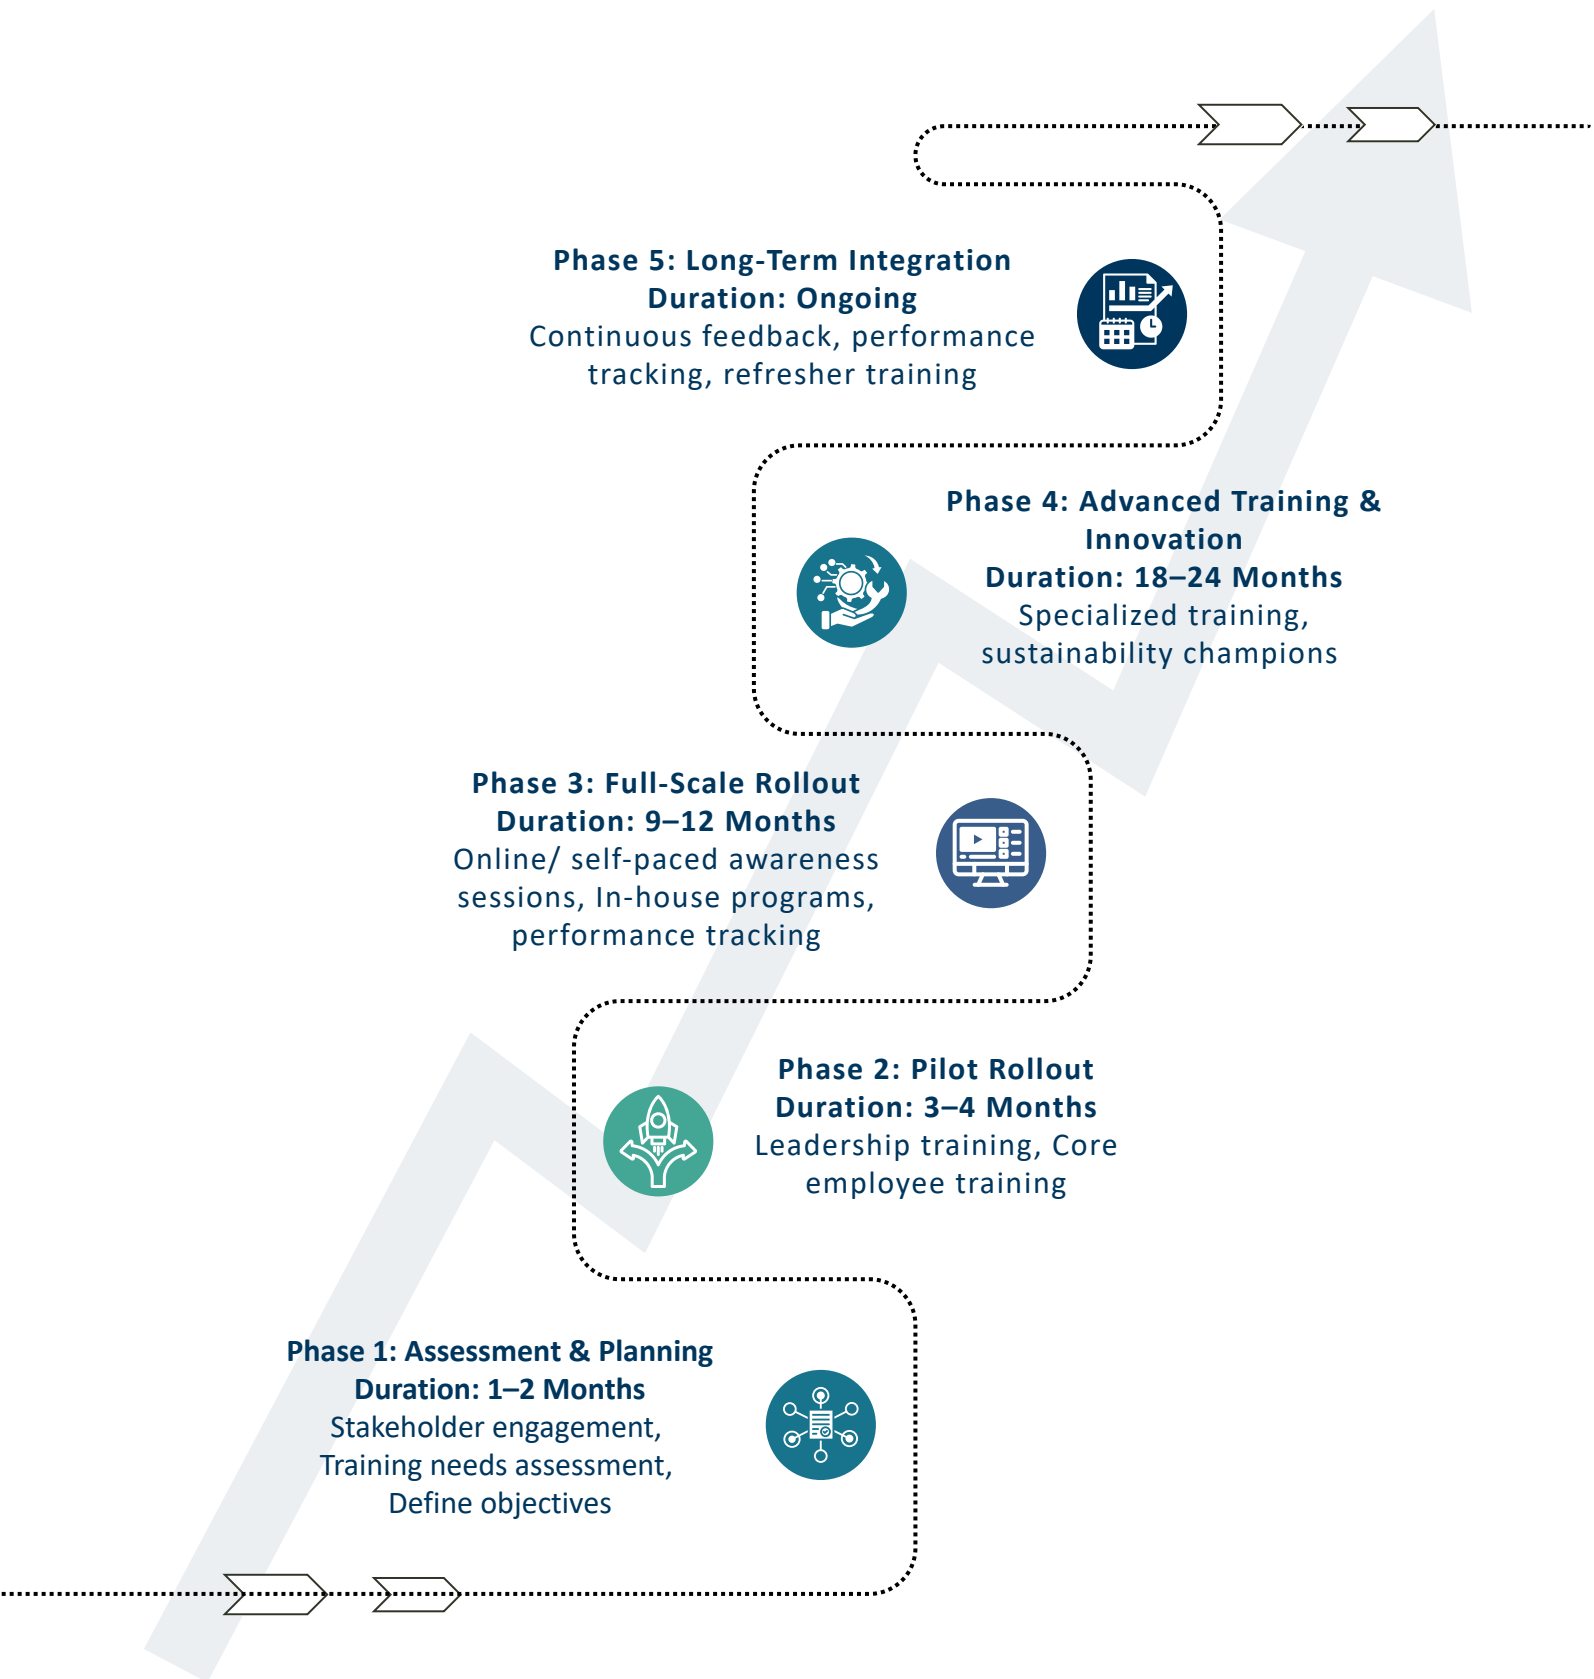 Phase 5: Long-Term Integration
Duration: Ongoing
Continuous feedback, performance
tracking, refresher training
Phase 4: Advanced Training &
Innovation
Duration: 18–24 Months
Specialized training,
sustainability champions
Phase 3: Full-Scale Rollout
Duration: 9–12 Months
Online/ self-paced awareness
sessions, In-house programs,
performance tracking
Phase 2: Pilot Rollout
Duration: 3–4 Months
Leadership training, Core
employee training
Phase 1: Assessment & Planning
Duration: 1–2 Months
Stakeholder engagement,
Training needs assessment,
Define objectives